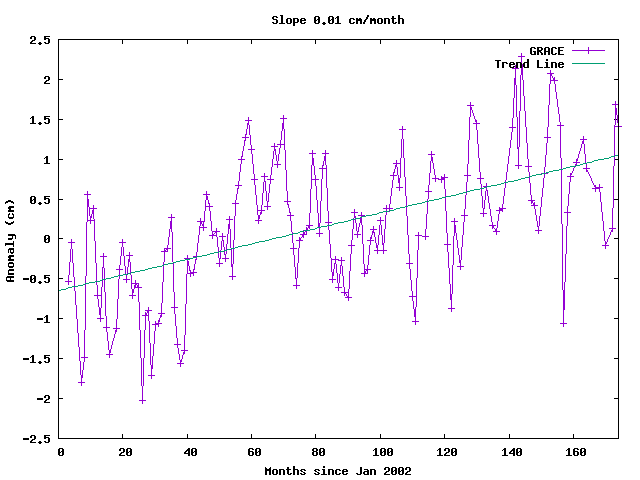 Slope 0.01 cm/month
GRACE
Trend Line
2.5
2
1.5
1
0.5
0
-0.5
-1
-1.5
-2
-2.5
Anomaly (cm)
0 20 40 60 80 100 120 140 160
Months since Jan 2002